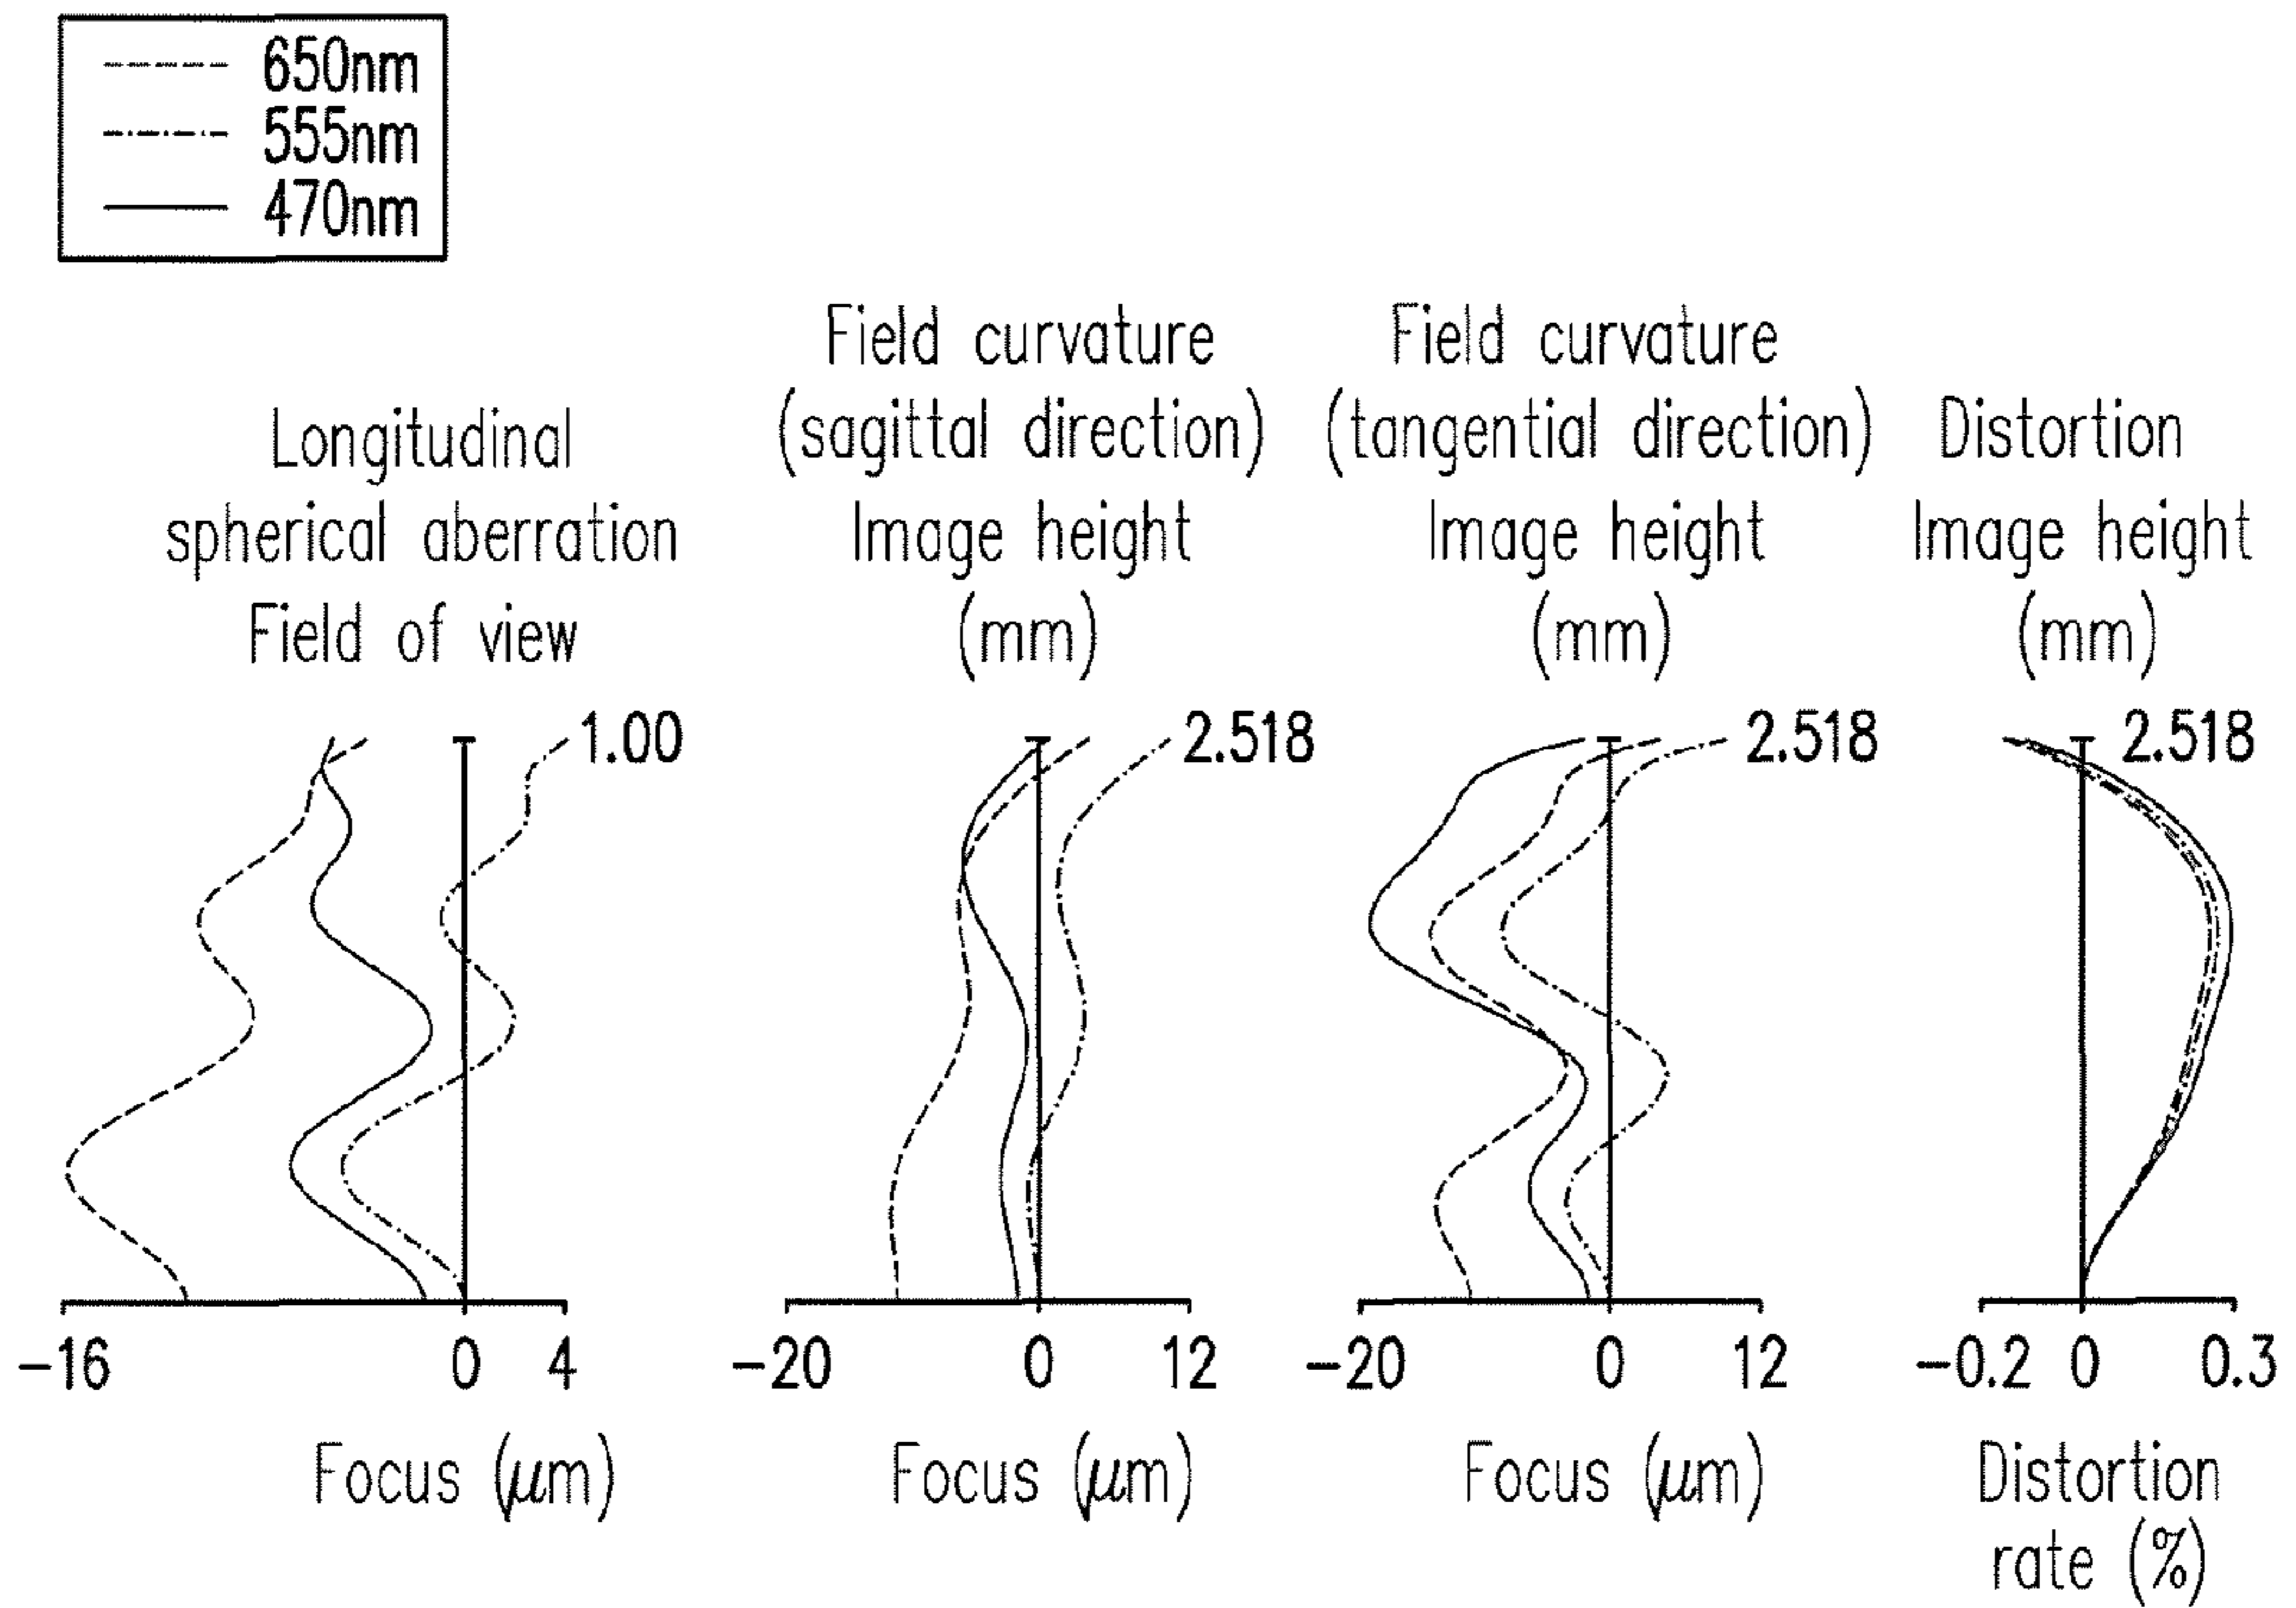 650nm
555nm
470nm
Longitudinal
spherical aberration
Field of view
1.00
-16 0 4
Focus (μm)
Field curvature
(sagittal direction)
Image height
(mm)
2.518
-20 0 12
Focus (μm)
Field curvature
(tangential direction)
Image height
(mm)
2.518
-20 0 12
Focus (μm)
Distortion
Image height
(mm)
2.518
-0.2 0 0.3
Distortion
rate (%)